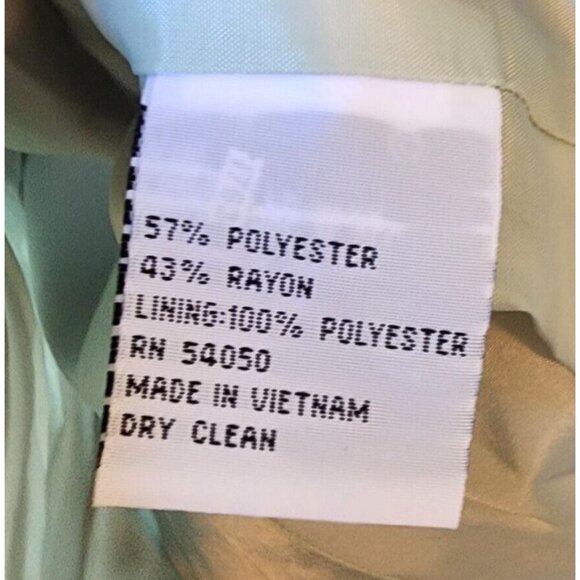 57% POLYESTER
43% RAYON
LINING:100% POLYESTER
RN 54050
MADE IN VIETNAM
DRY CLEAN